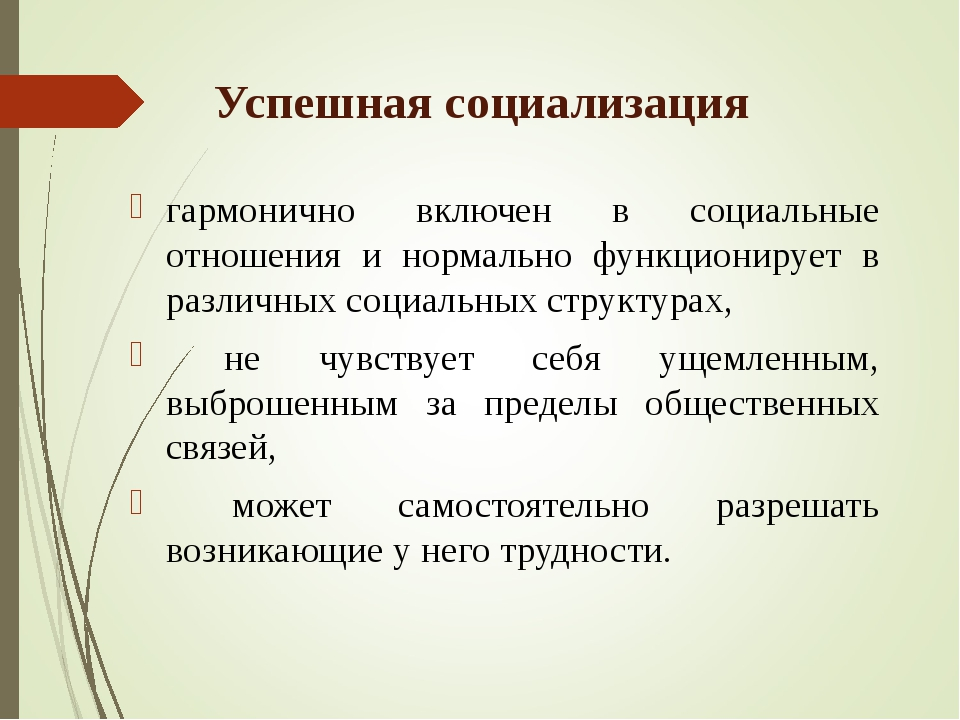 Успешная социализация
гармонично включен в социальные
отношения и нормально функционирует в
различных социальных структурах,
не чувствует себя ущемленным,
выброшенным за пределы общественных
связей,
может самостоятельно разрешать
возникающие у него трудности.